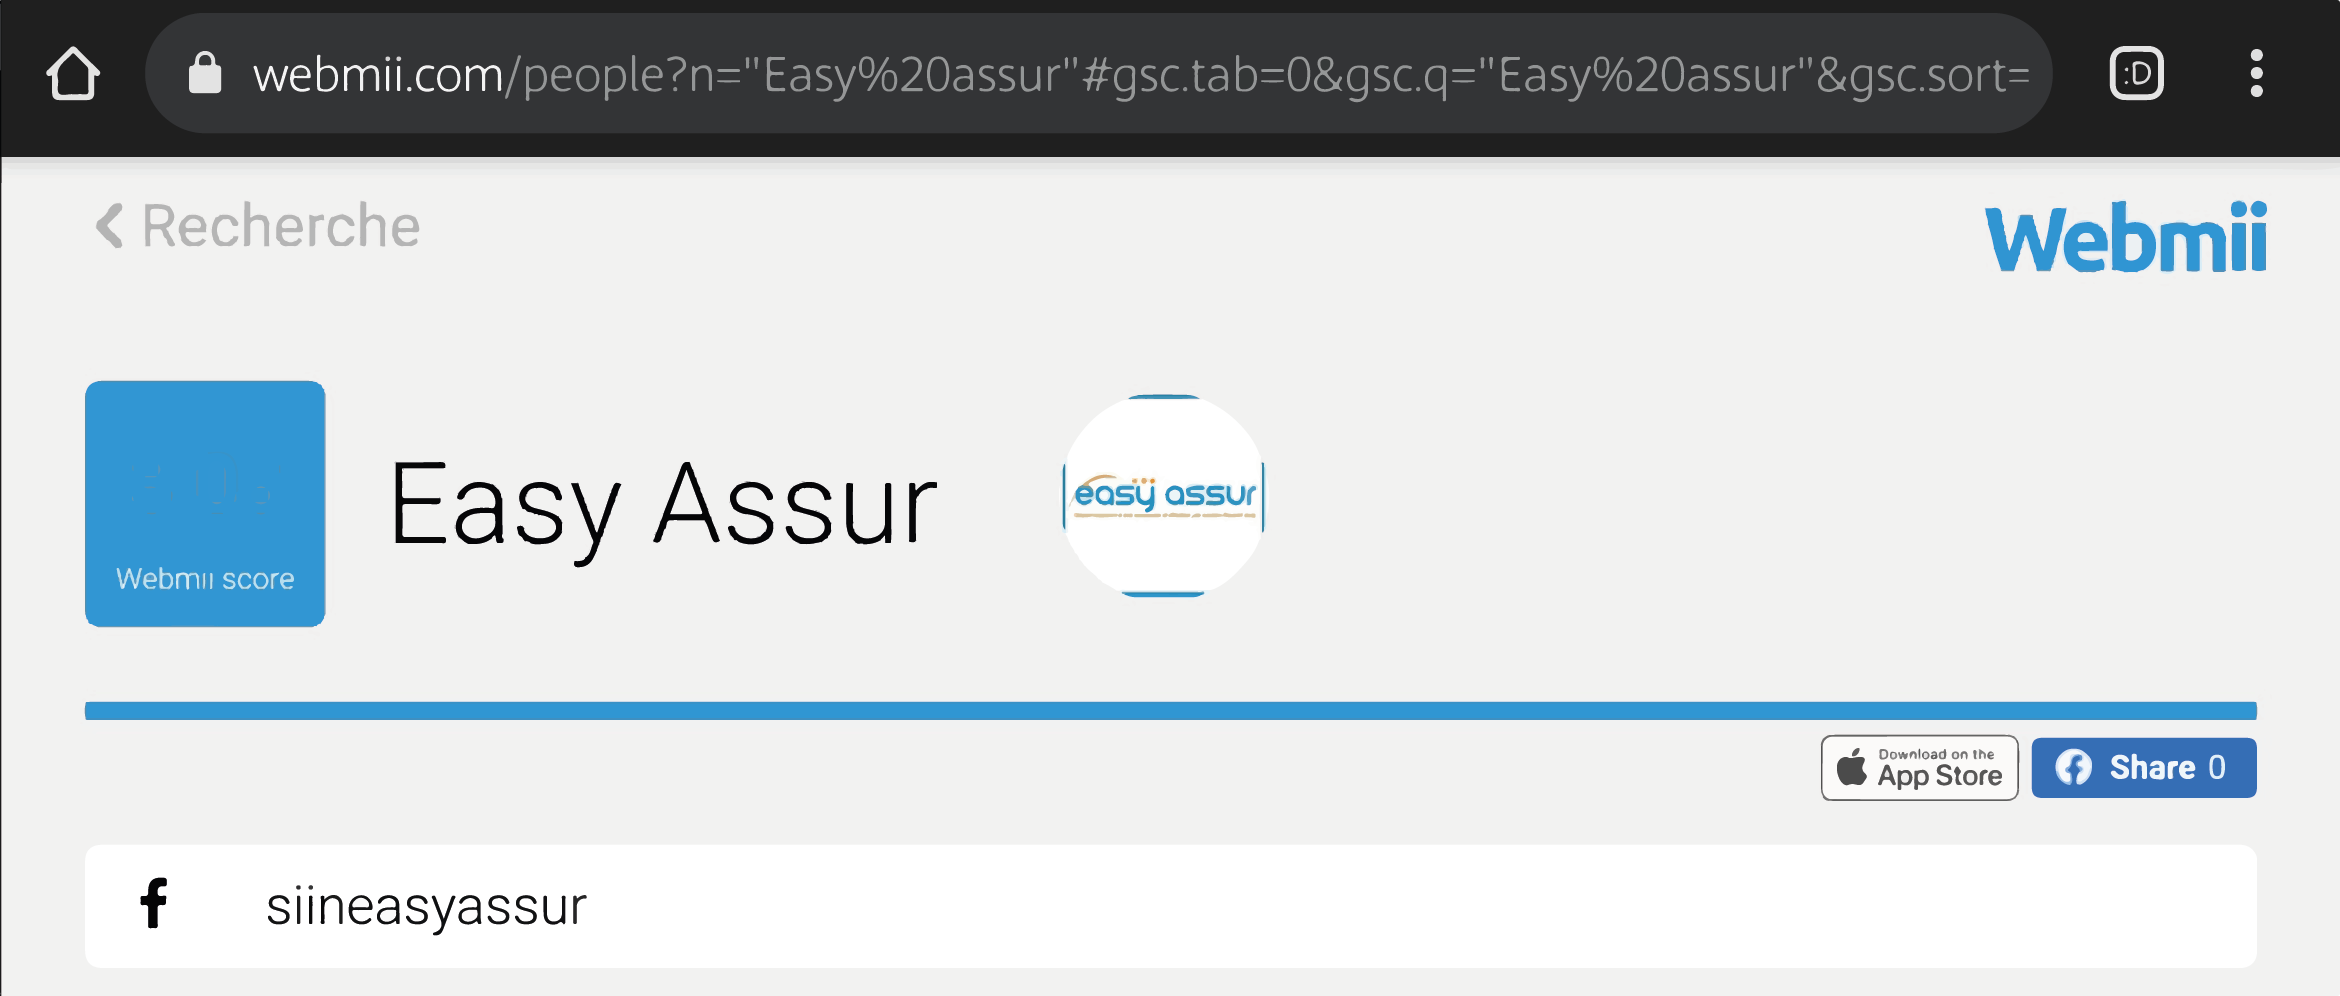 :D
webmii.com/people?n="Easy%20assur"#gsc.tab=0&gsc.q="Easy%20assur"&gsc.sort=
Recherche
Webmii
Easy Assur
easy assur
Webmii score
Download on the
App Store
Share 0
siineasyassur